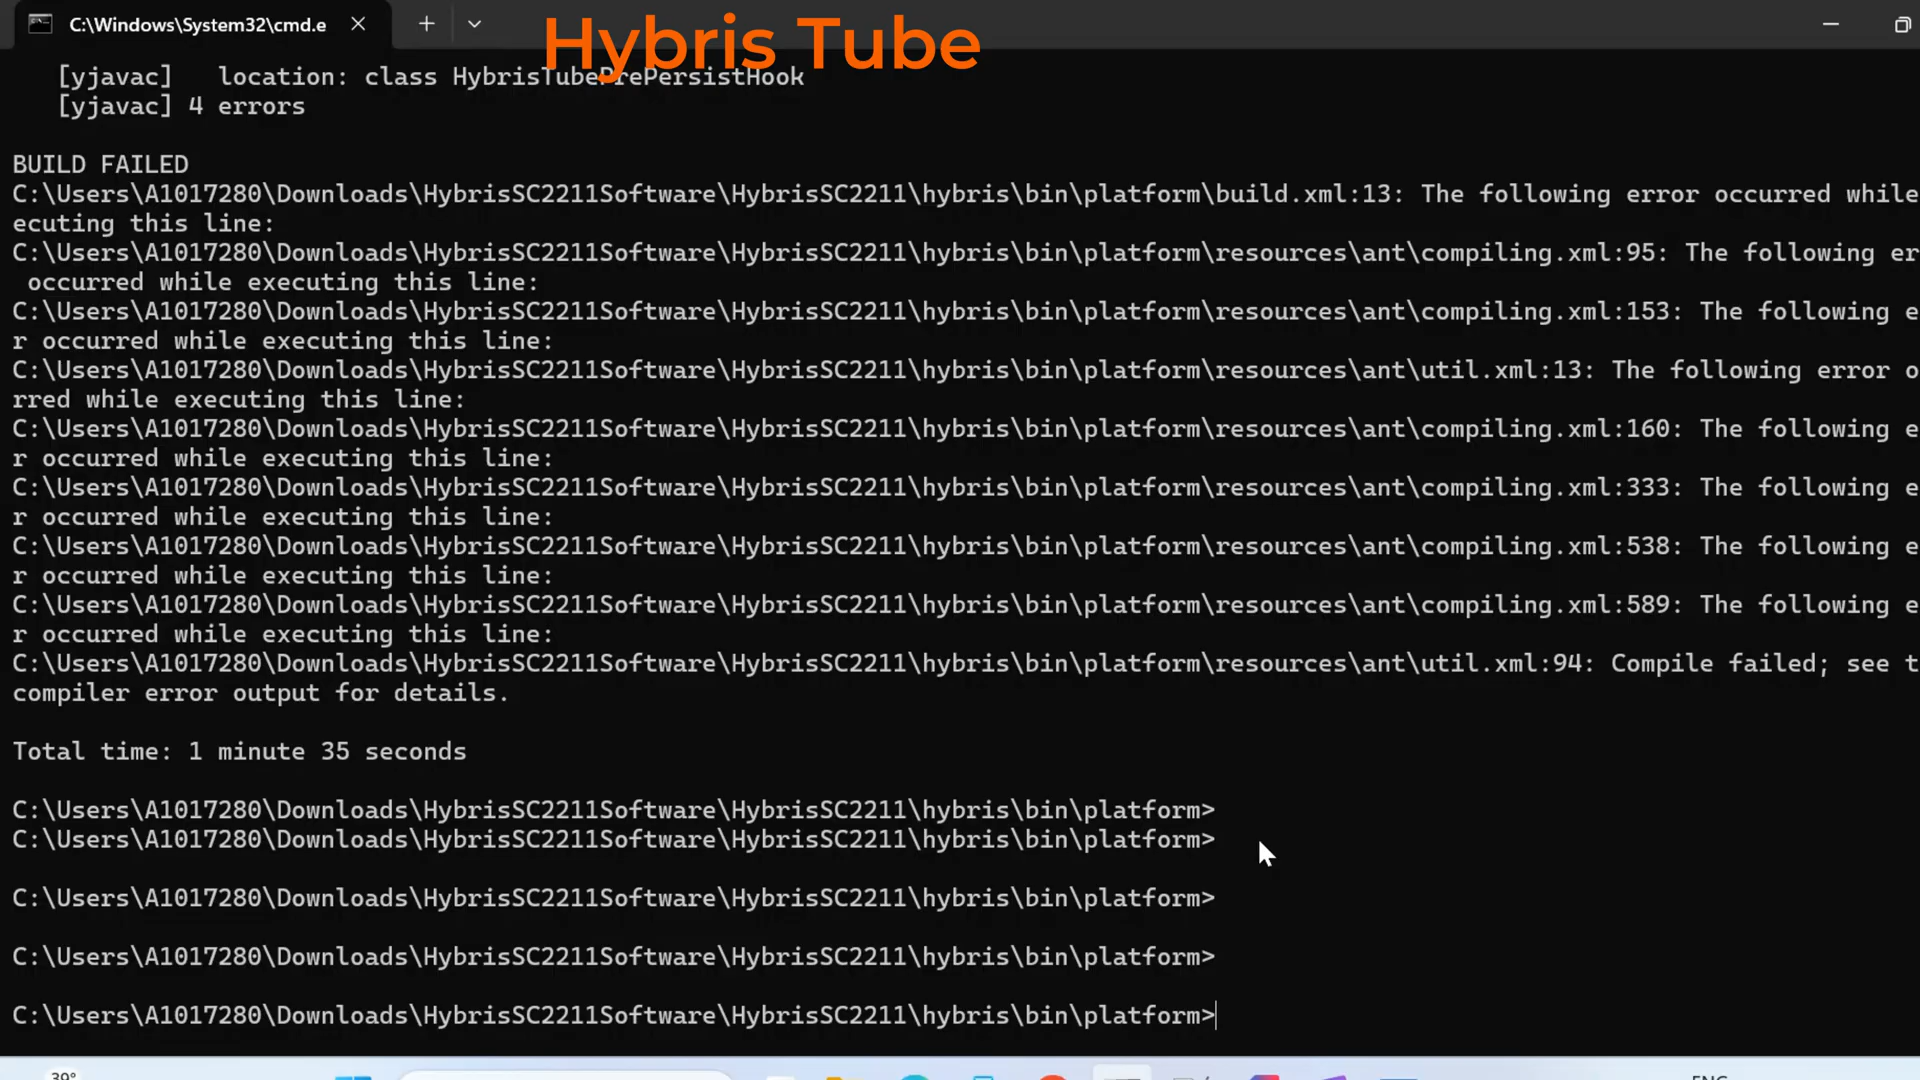 C:\Windows\System32\cmd.e
Hybris Tube
[yjavac]   location: class HybrisTubePrePersistHook
[yjavac] 4 errors
BUILD FAILED
C:\Users\A1017280\Downloads\HybrisSC2211Software\HybrisSC2211\hybris\bin\platform\build.xml:13: The following error occurred while
ecuting this line:
C:\Users\A1017280\Downloads\HybrisSC2211Software\HybrisSC2211\hybris\bin\platform\resources\ant\compiling.xml:95: The following er
occurred while executing this line:
C:\Users\A1017280\Downloads\HybrisSC2211Software\HybrisSC2211\hybris\bin\platform\resources\ant\compiling.xml:153: The following e
r occurred while executing this line:
C:\Users\A1017280\Downloads\HybrisSC2211Software\HybrisSC2211\hybris\bin\platform\resources\ant\util.xml:13: The following error o
rred while executing this line:
C:\Users\A1017280\Downloads\HybrisSC2211Software\HybrisSC2211\hybris\bin\platform\resources\ant\compiling.xml:160: The following e
r occurred while executing this line:
C:\Users\A1017280\Downloads\HybrisSC2211Software\HybrisSC2211\hybris\bin\platform\resources\ant\compiling.xml:333: The following e
r occurred while executing this line:
C:\Users\A1017280\Downloads\HybrisSC2211Software\HybrisSC2211\hybris\bin\platform\resources\ant\compiling.xml:538: The following e
r occurred while executing this line:
C:\Users\A1017280\Downloads\HybrisSC2211Software\HybrisSC2211\hybris\bin\platform\resources\ant\compiling.xml:589: The following e
r occurred while executing this line:
C:\Users\A1017280\Downloads\HybrisSC2211Software\HybrisSC2211\hybris\bin\platform\resources\ant\util.xml:94: Compile failed; see t
compiler error output for details.
Total time: 1 minute 35 seconds
C:\Users\A1017280\Downloads\HybrisSC2211Software\HybrisSC2211\hybris\bin\platform>
C:\Users\A1017280\Downloads\HybrisSC2211Software\HybrisSC2211\hybris\bin\platform>
C:\Users\A1017280\Downloads\HybrisSC2211Software\HybrisSC2211\hybris\bin\platform>
C:\Users\A1017280\Downloads\HybrisSC2211Software\HybrisSC2211\hybris\bin\platform>
C:\Users\A1017280\Downloads\HybrisSC2211Software\HybrisSC2211\hybris\bin\platform>